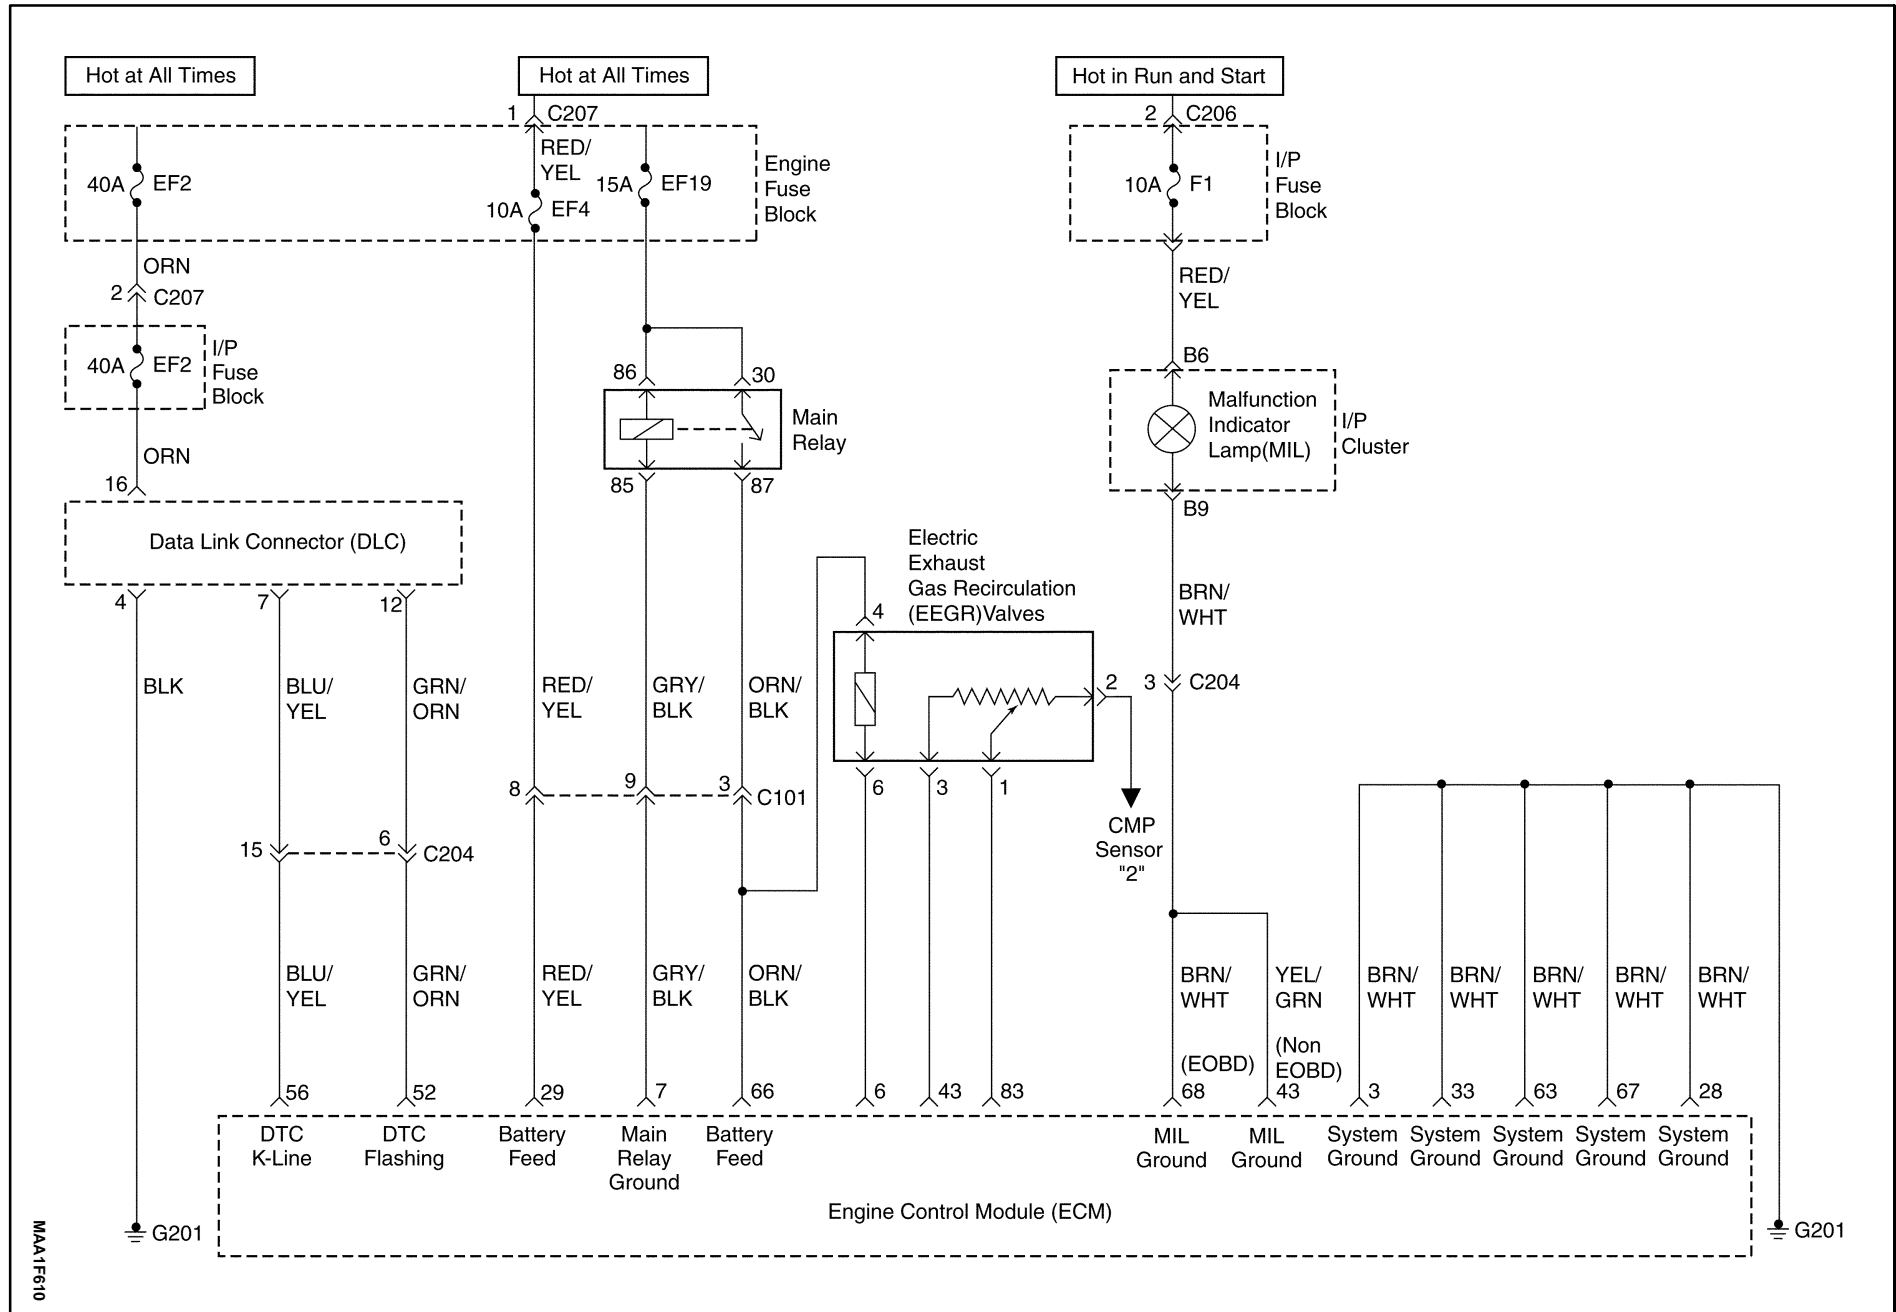 Hot at All Times
Hot at All Times
Hot in Run and Start
1
C207
2
C206
RED/
YEL
40A
EF2
10A
EF4
15A
EF19
Engine
Fuse
Block
10A
F1
I/P
Fuse
Block
ORN
2
C207
RED/
YEL
40A
EF2
I/P
Fuse
Block
86
30
Main
Relay
85
87
B6
Malfunction
Indicator
Lamp(MIL)
I/P
Cluster
B9
ORN
16
Data Link Connector (DLC)
4
7
12
Electric
Exhaust
Gas Recirculation
(EEGR)Valves
4
2
6
3
1
BRN/
WHT
3
C204
BLK
BLU/
YEL
GRN/
ORN
RED/
YEL
GRY/
BLK
ORN/
BLK
8
9
3
C101
CMP
Sensor
"2"
15
6
C204
BLU/
YEL
GRN/
ORN
RED/
YEL
GRY/
BLK
ORN/
BLK
BRN/
WHT
(EOBD)
YEL/
GRN
(Non
EOBD)
BRN/
WHT
BRN/
WHT
BRN/
WHT
BRN/
WHT
BRN/
WHT
56
52
29
7
66
6
43
83
68
43
3
33
63
67
28
DTC
K-Line
DTC
Flashing
Battery
Feed
Main
Relay
Ground
Battery
Feed
MIL
Ground
MIL
Ground
System
Ground
System
Ground
System
Ground
System
Ground
System
Ground
Engine Control Module (ECM)
G201
G201
MAA1F610